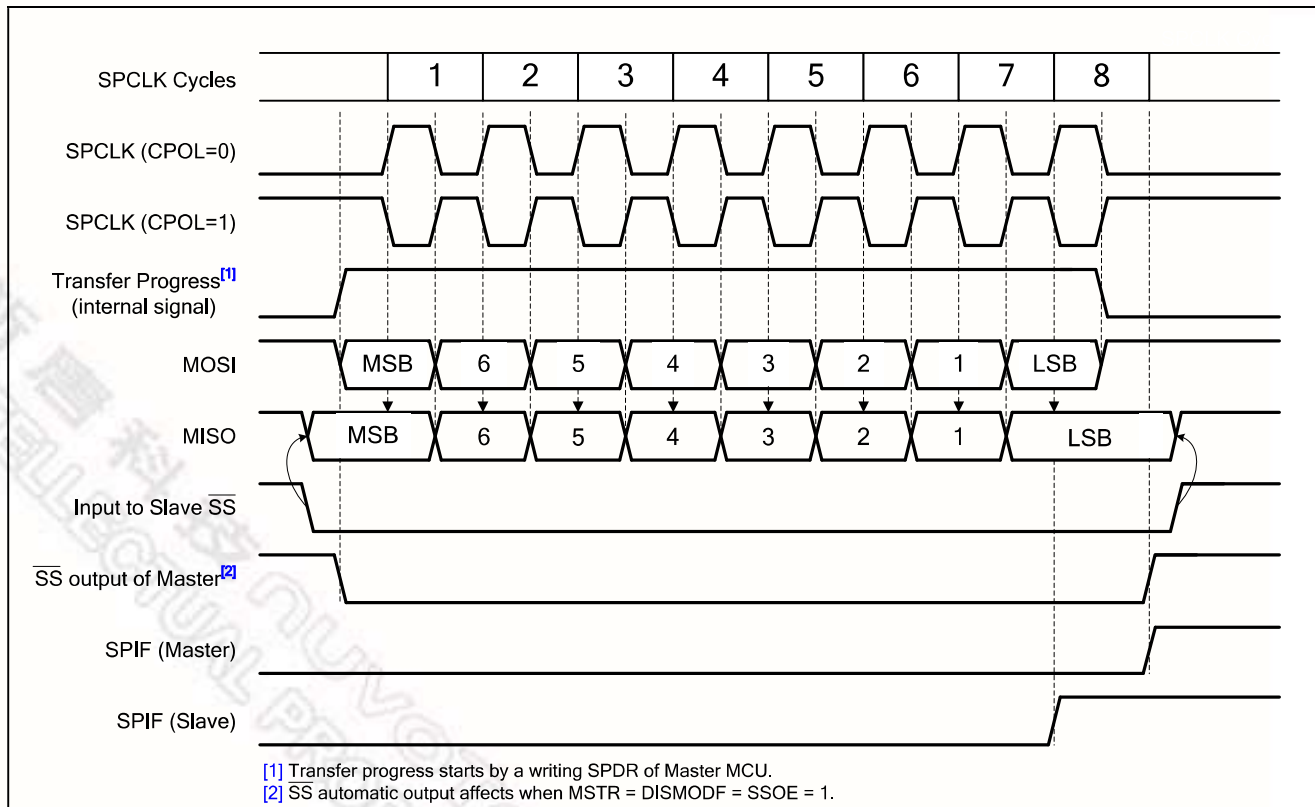 SPCLK Cycles 1 2 3 4 5 6 7 8
SPCLK (CPOL=0)
SPCLK (CPOL=1)
Transfer Progress[1]
(internal signal)
MOSI MSB 6 5 4 3 2 1 LSB
MISO MSB 6 5 4 3 2 1 LSB
Input to Slave SS
SS output of Master[2]
SPIF (Master)
SPIF (Slave)
[1] Transfer progress starts by a writing SPDR of Master MCU.
[2] SS automatic output affects when MSTR = DISMODF = SSOE = 1.